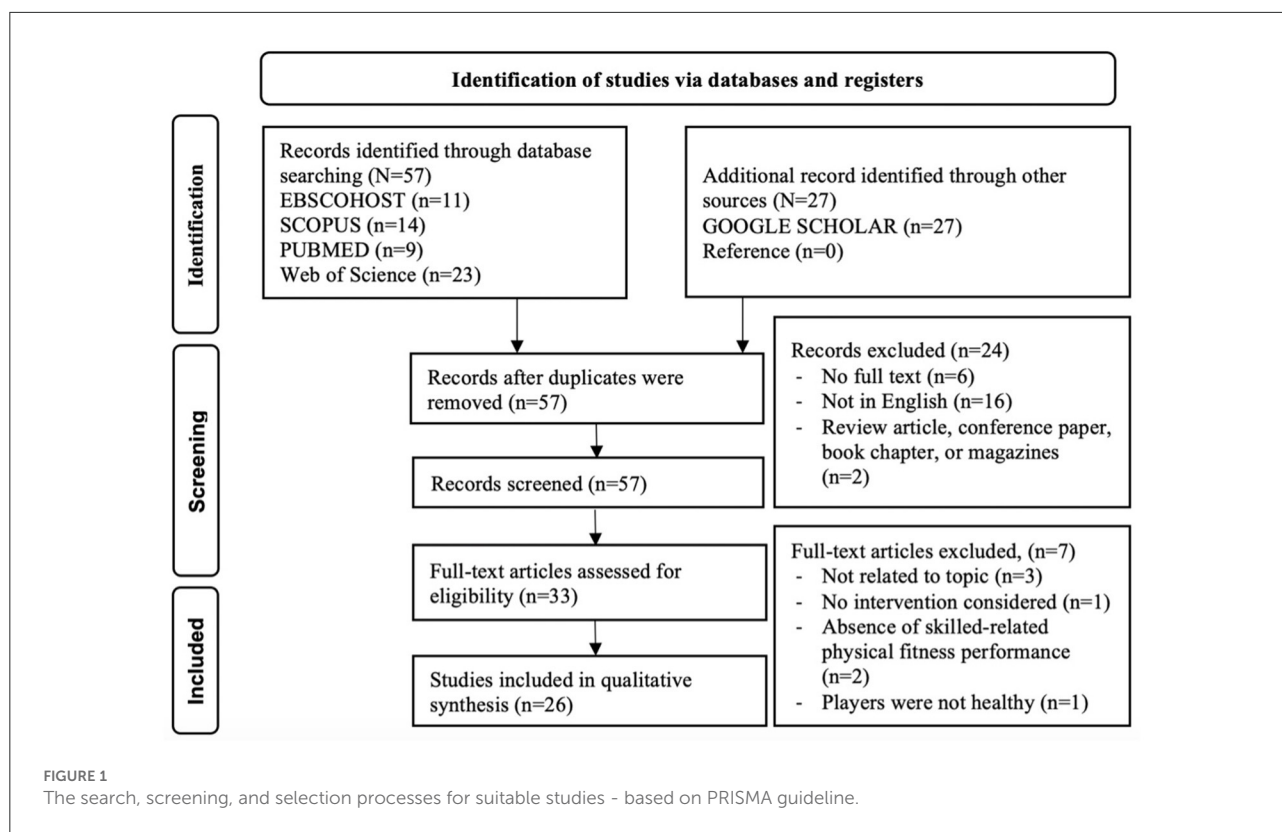 Identification of studies via databases and registers
Identification
Records identified through database
searching (N=57)
EBSCOHOST (n=11)
SCOPUS (n=14)
PUBMED (n=9)
Web of Science (n=23)
Additional record identified through other
sources (N=27)
GOOGLE SCHOLAR (n=27)
Reference (n=0)
Screening
Records after duplicates were
removed (n=57)
Records excluded (n=24)
- No full text (n=6)
- Not in English (n=16)
- Review article, conference paper,
book chapter, or magazines
(n=2)
Records screened (n=57)
Full-text articles assessed for
eligibility (n=33)
Full-text articles excluded, (n=7)
- Not related to topic (n=3)
- No intervention considered (n=1)
- Absence of skilled-related
physical fitness performance
(n=2)
- Players were not healthy (n=1)
Included
Studies included in qualitative
synthesis (n=26)
FIGURE 1
The search, screening, and selection processes for suitable studies - based on PRISMA guideline.